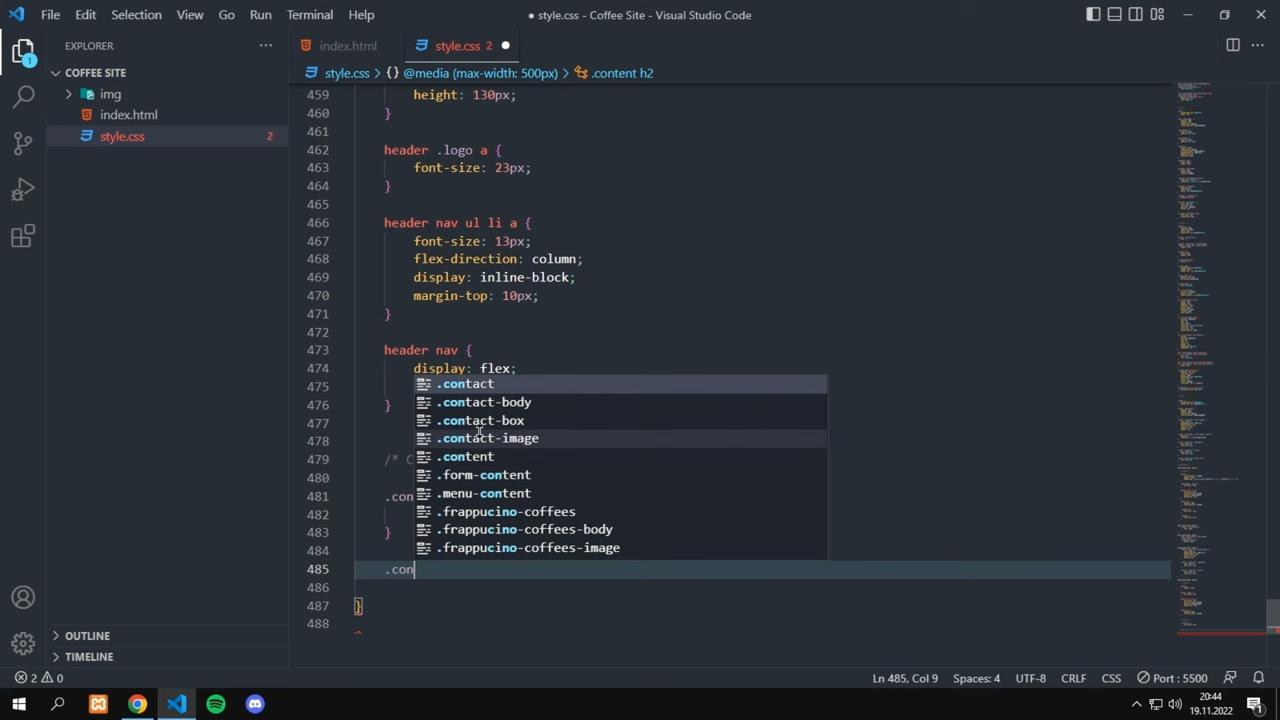 File Edit Selection View Go Run Terminal Help
● style.css - Coffee Site - Visual Studio Code
EXPLORER
index.html
style.css 2
COFFEE SITE
style.css > {} @media (max-width: 500px) > .content h2
img
index.html
style.css 2
459 height: 130px;
460 }
461
462 header .logo a {
463 font-size: 23px;
464 }
465
466 header nav ul li a {
467 font-size: 13px;
468 flex-direction: column;
469 display: inline-block;
470 margin-top: 10px;
471 }
472
473 header nav {
474 display: flex;
475
476 }
477
478
479 /* C
480
481 .con
482
483 }
484
485 .con
486
487 }
488
.contact
.contact-body
.contact-box
.contact-image
.content
.form-content
.menu-content
.frappucino-coffees
.frappucino-coffees-body
.frappucino-coffees-image
OUTLINE
TIMELINE
2 0
Ln 485, Col 9 Spaces: 4 UTF-8 CRLF CSS Port : 5500
20:44
19.11.2022
1
1